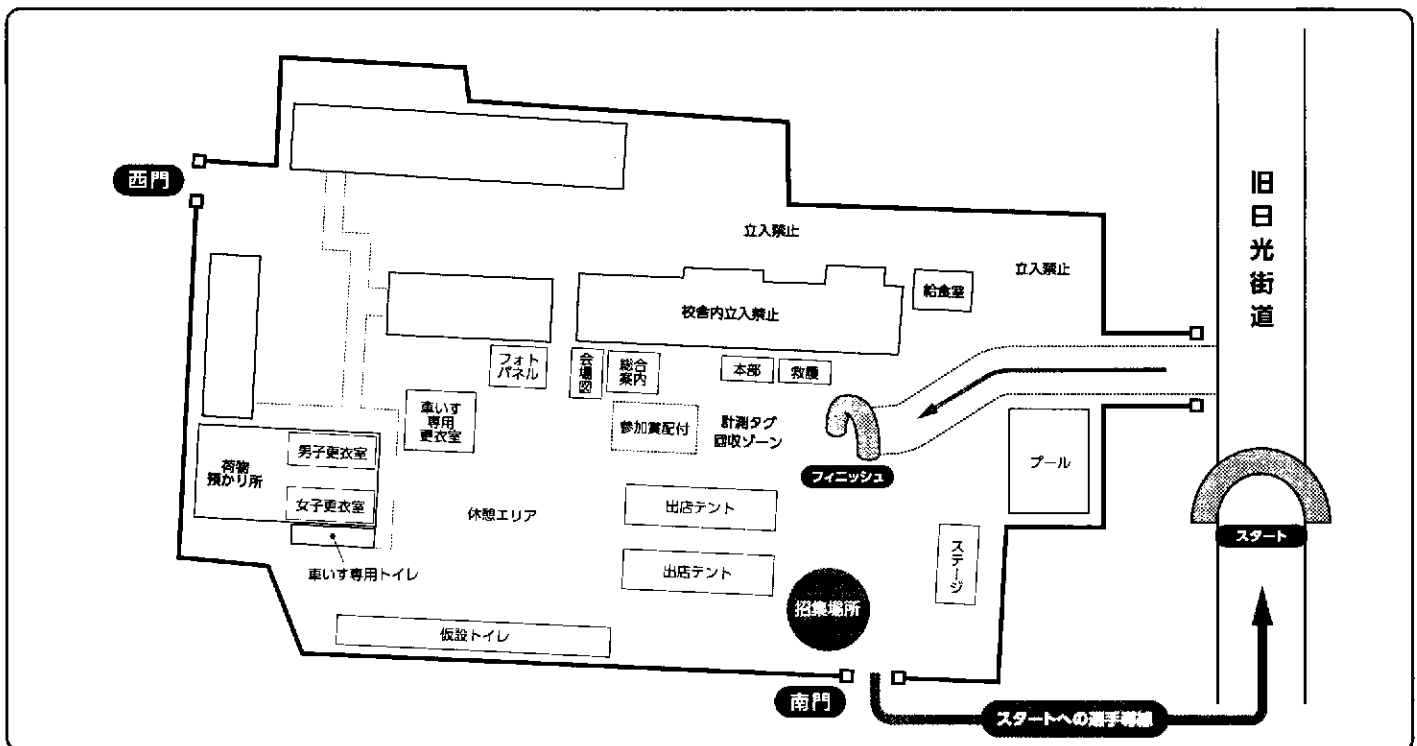 西門
立入禁止
立入禁止
旧日光街道
給食室
校舎内立入禁止
フォト
パネル
会場図
総合
案内
本部
救護
車いす
専用
更衣室
参加賞配付
計測タグ
回収ゾーン
フィニッシュ
プール
荷物
預かり所
男子更衣室
女子更衣室
休憩エリア
出店テント
出店テント
スタート
ステージ
車いす専用トイレ
招集場所
仮設トイレ
南門
スタートへの選手導線